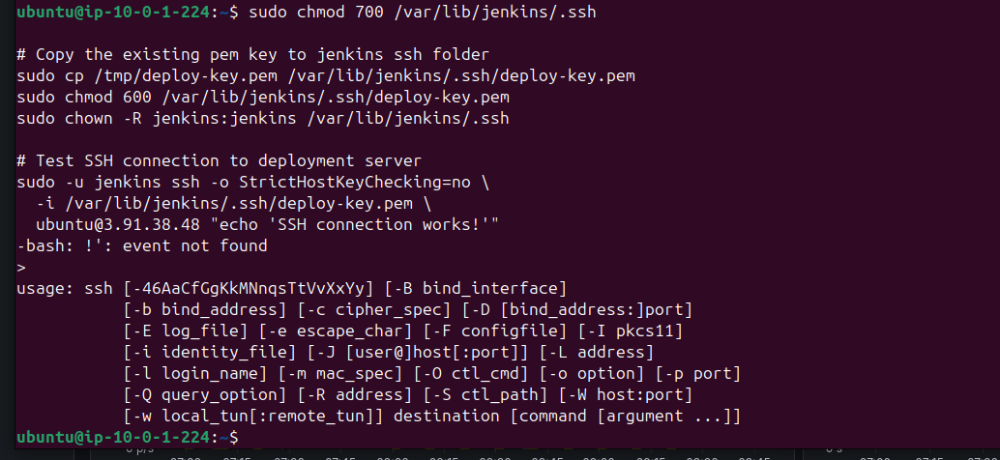 ubuntu@ip-10-0-1-224:~$ sudo chmod 700 /var/lib/jenkins/.ssh
# Copy the existing pem key to jenkins ssh folder
sudo cp /tmp/deploy-key.pem /var/lib/jenkins/.ssh/deploy-key.pem
sudo chmod 600 /var/lib/jenkins/.ssh/deploy-key.pem
sudo chown -R jenkins:jenkins /var/lib/jenkins/.ssh
# Test SSH connection to deployment server
sudo -u jenkins ssh -o StrictHostKeyChecking=no \
-i /var/lib/jenkins/.ssh/deploy-key.pem \
ubuntu@3.91.38.48 "echo 'SSH connection works!'"
-bash: !': event not found
>
usage: ssh [-46AaCfGgKkMNnqsTtVvXxYy] [-B bind_interface]
[-b bind_address] [-c cipher_spec] [-D [bind_address:]port]
[-E log_file] [-e escape_char] [-F configfile] [-I pkcs11]
[-i identity_file] [-J [user@]host[:port]] [-L address]
[-l login_name] [-m mac_spec] [-O ctl_cmd] [-o option] [-p port]
[-Q query_option] [-R address] [-S ctl_path] [-W host:port]
[-w local_tun[:remote_tun]] destination [command [argument ...]]
ubuntu@ip-10-0-1-224:~$